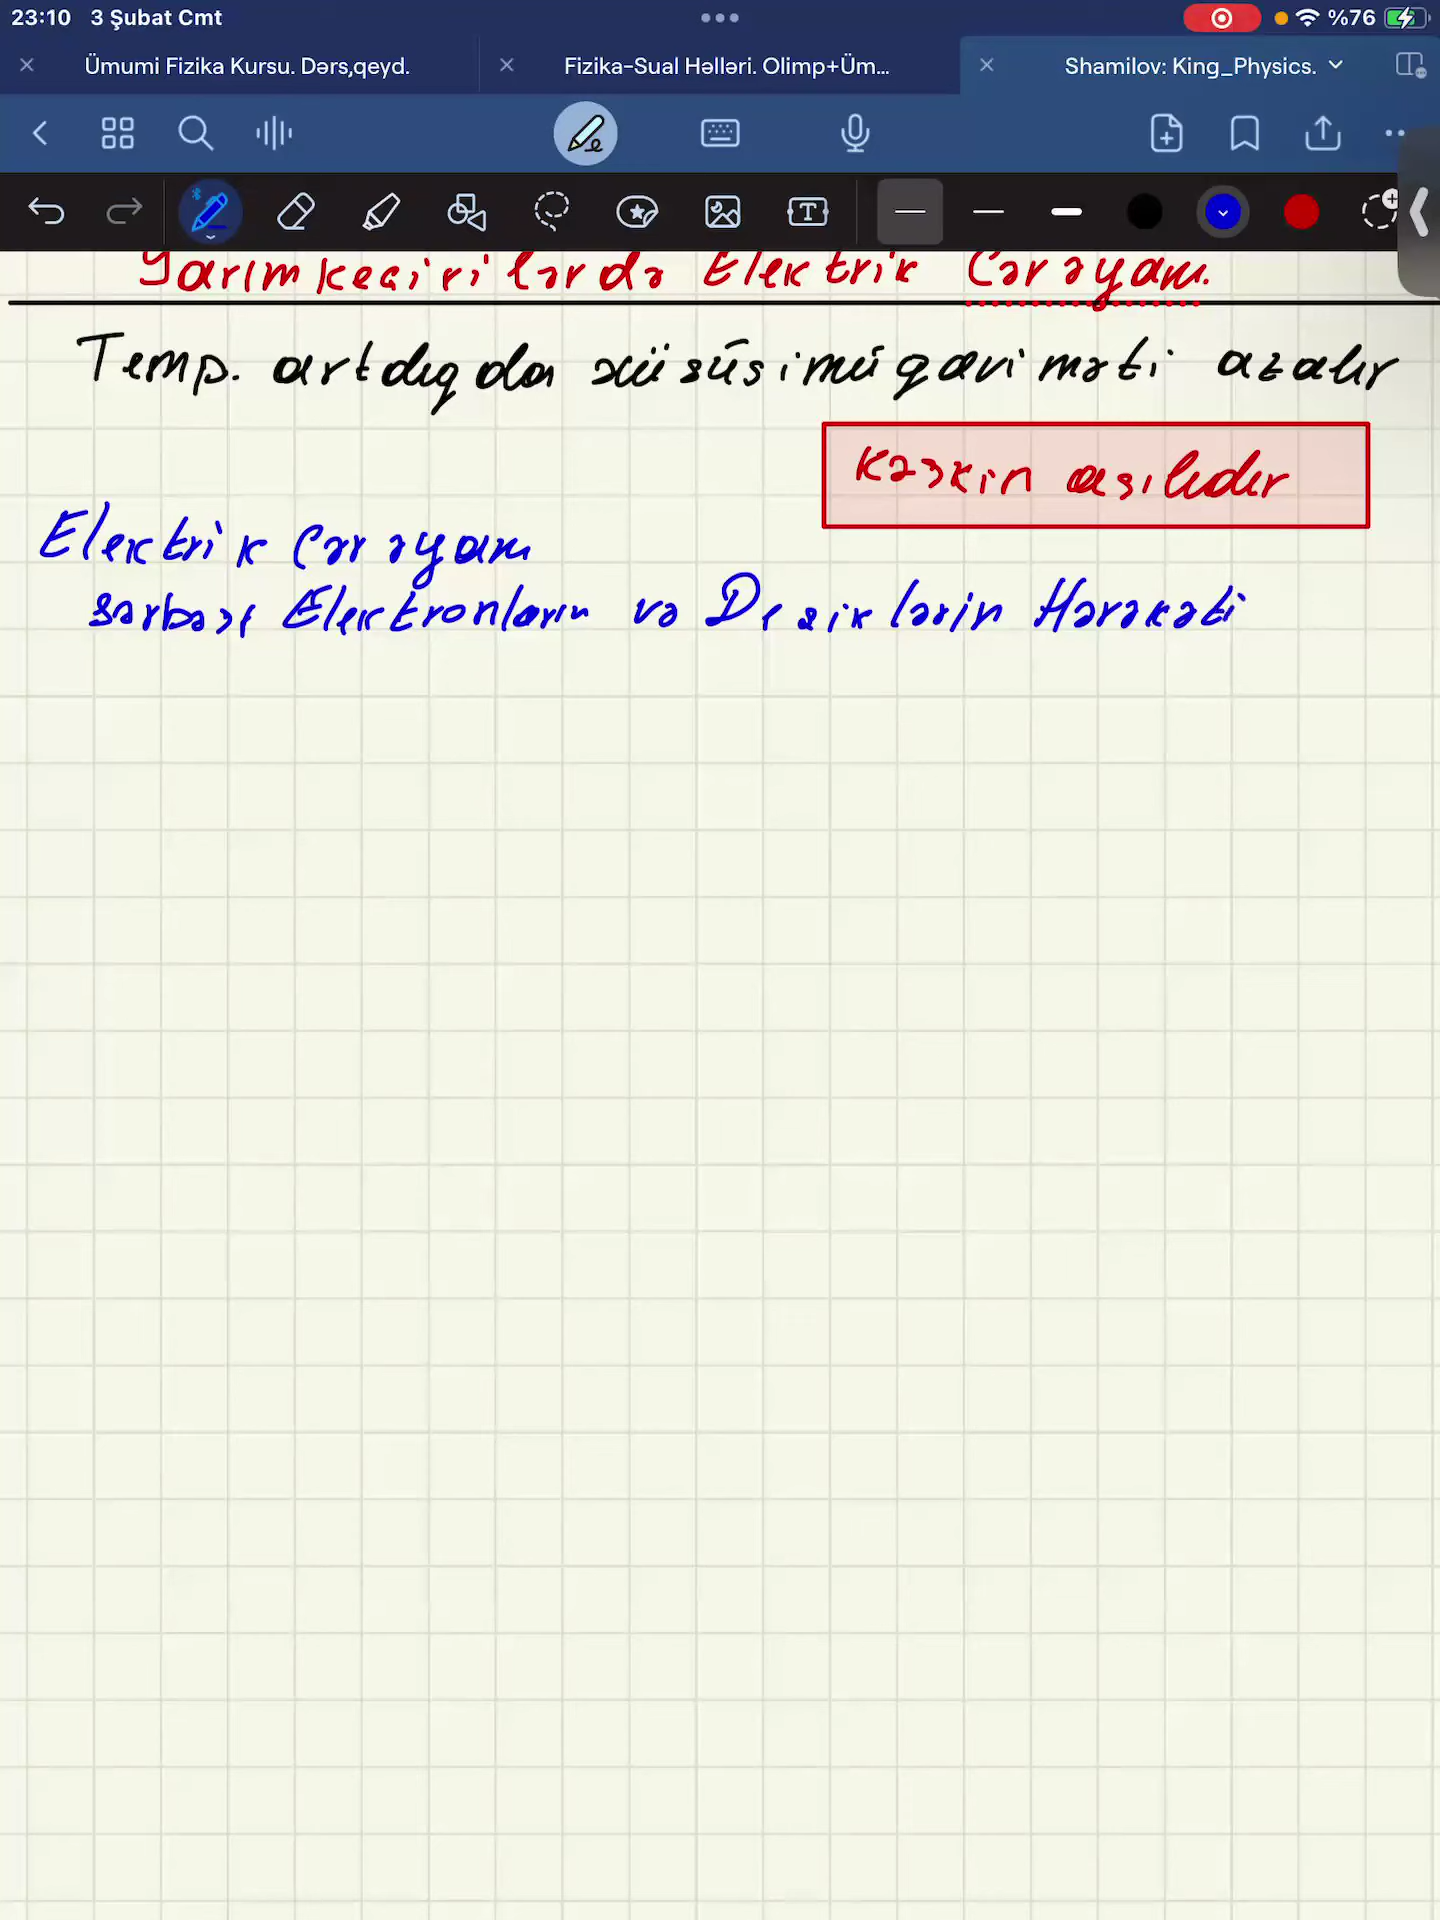 23:10 3 Şubat Cmt %76
Ümumi Fizika Kursu. Dərs,qeyd. Fizika-Sual Həlləri. Olimp+Üm... Shamilov: King_Physics.
Yarımkeçirilərdə Elektrik Cərəyanı.
Temp. artdıqda xüsusi müqaviməti azalır
Kəskin asılıdır
Elektrik Cərəyanı
sərbəst Elektronların və Deşiklərin Hərəkəti